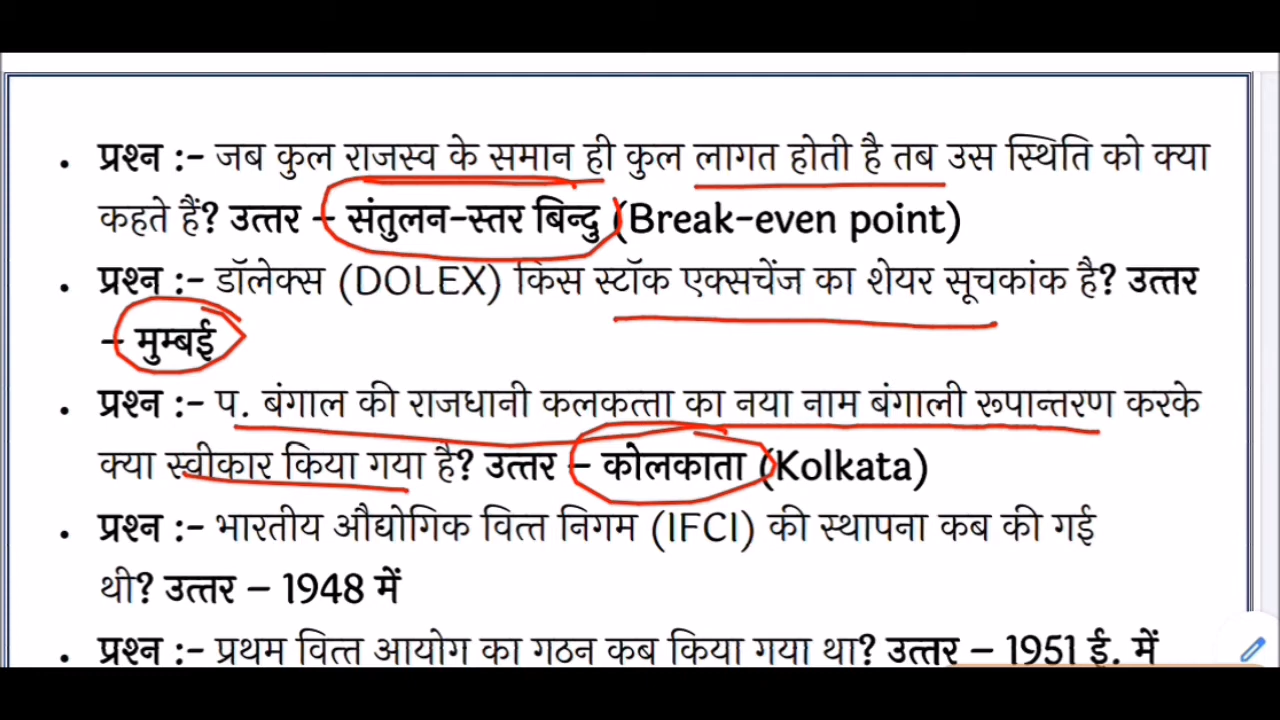 • प्रश्न :- जब कुल राजस्व के समान ही कुल लागत होती है तब उस स्थिति को क्या
कहते हैं? उत्तर – संतुलन-स्तर बिन्दु (Break-even point)
• प्रश्न :- डॉलेक्स (DOLEX) किस स्टॉक एक्सचेंज का शेयर सूचकांक है? उत्तर
– मुम्बई
• प्रश्न :- प. बंगाल की राजधानी कलकत्ता का नया नाम बंगाली रूपान्तरण करके
क्या स्वीकार किया गया है? उत्तर – कोलकाता (Kolkata)
• प्रश्न :- भारतीय औद्योगिक वित्त निगम (IFCI) की स्थापना कब की गई
थी? उत्तर – 1948 में
• प्रश्न :- प्रथम वित्त आयोग का गठन कब किया गया था? उत्तर – 1951 ई. में